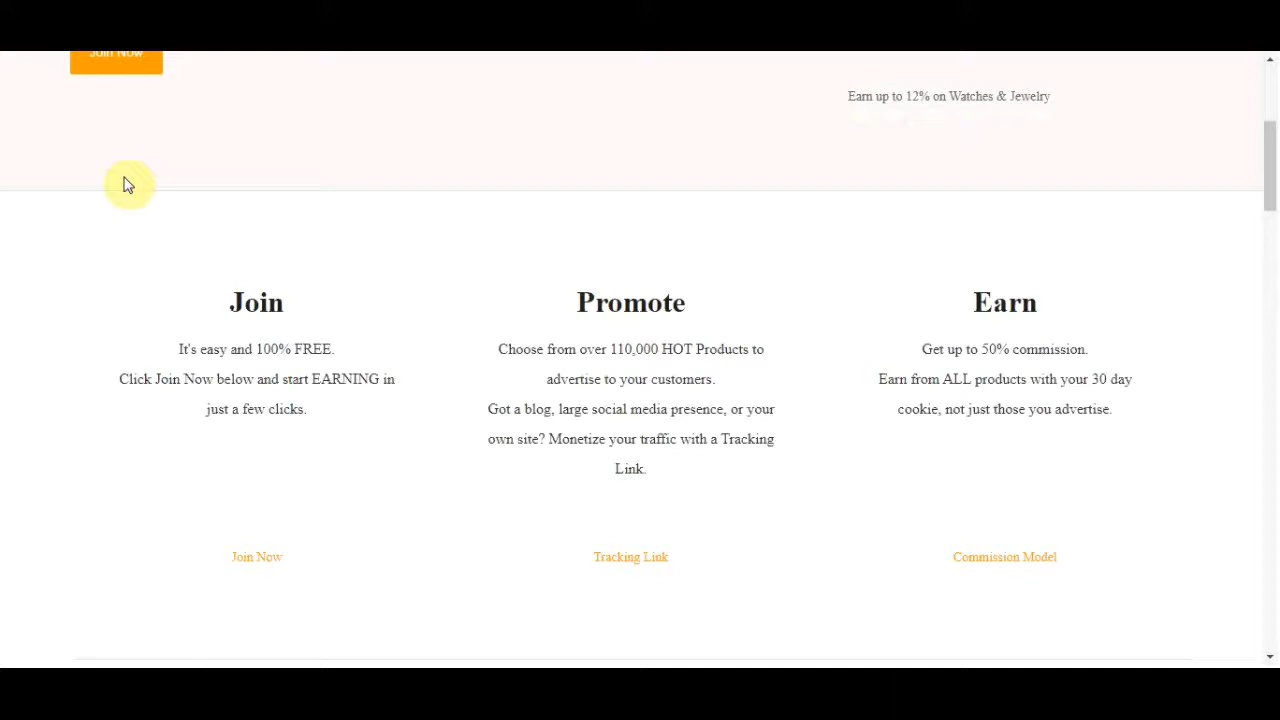 Join Now
Earn up to 12% on Watches & Jewelry
Join
It's easy and 100% FREE.
Click Join Now below and start EARNING in
just a few clicks.
Join Now
Promote
Choose from over 110,000 HOT Products to
advertise to your customers.
Got a blog, large social media presence, or your
own site? Monetize your traffic with a Tracking
Link.
Tracking Link
Earn
Get up to 50% commission.
Earn from ALL products with your 30 day
cookie, not just those you advertise.
Commission Model